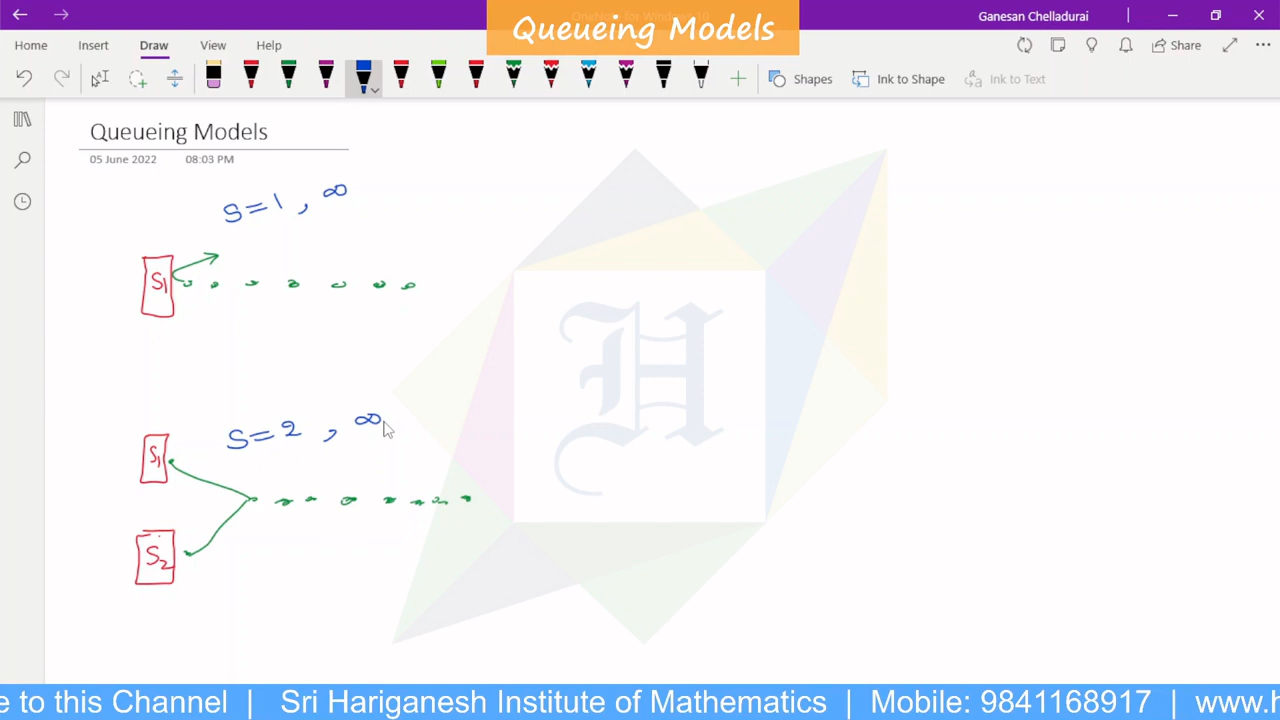 Queueing Models
Ganesan Chelladurai
Home Insert Draw View Help
Share
Shapes Ink to Shape Ink to Text
Queueing Models
05 June 2022 08:03 PM
S=1 , ∞
S1
S=2 , ∞
S1
S2
H
e to this Channel | Sri Hariganesh Institute of Mathematics | Mobile: 9841168917 | www.h